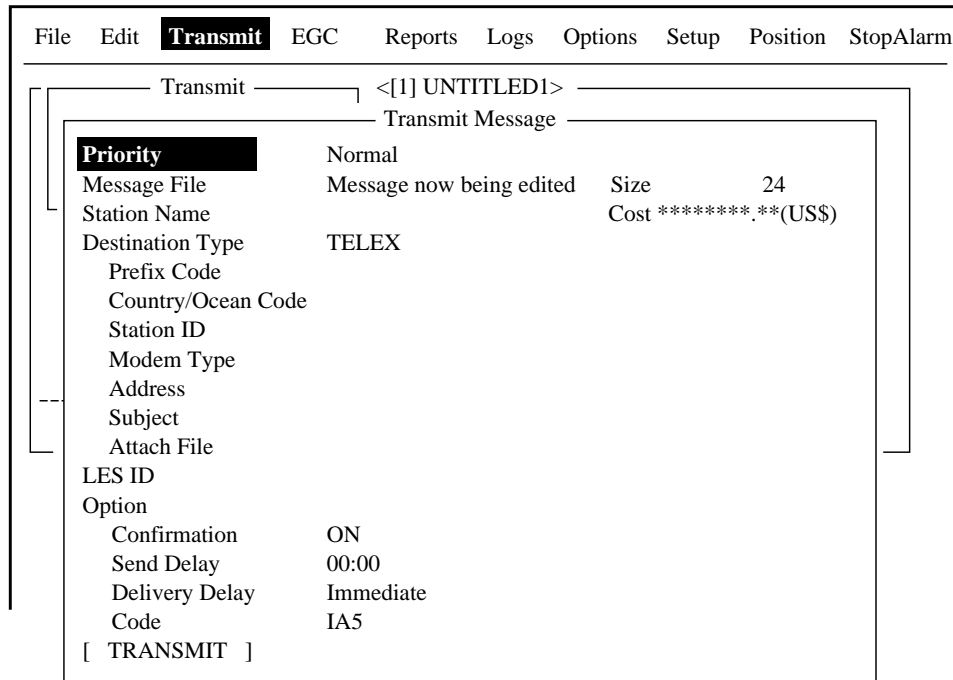 File Edit Transmit EGC Reports Logs Options Setup Position StopAlarm
Transmit <[1] UNTITLED1>
Transmit Message
Priority Normal
Message File Message now being edited Size 24
Station Name Cost ********.**(US$)
Destination Type TELEX
Prefix Code
Country/Ocean Code
Station ID
Modem Type
Address
Subject
Attach File
LES ID
Option
Confirmation ON
Send Delay 00:00
Delivery Delay Immediate
Code IA5
[ TRANSMIT ]